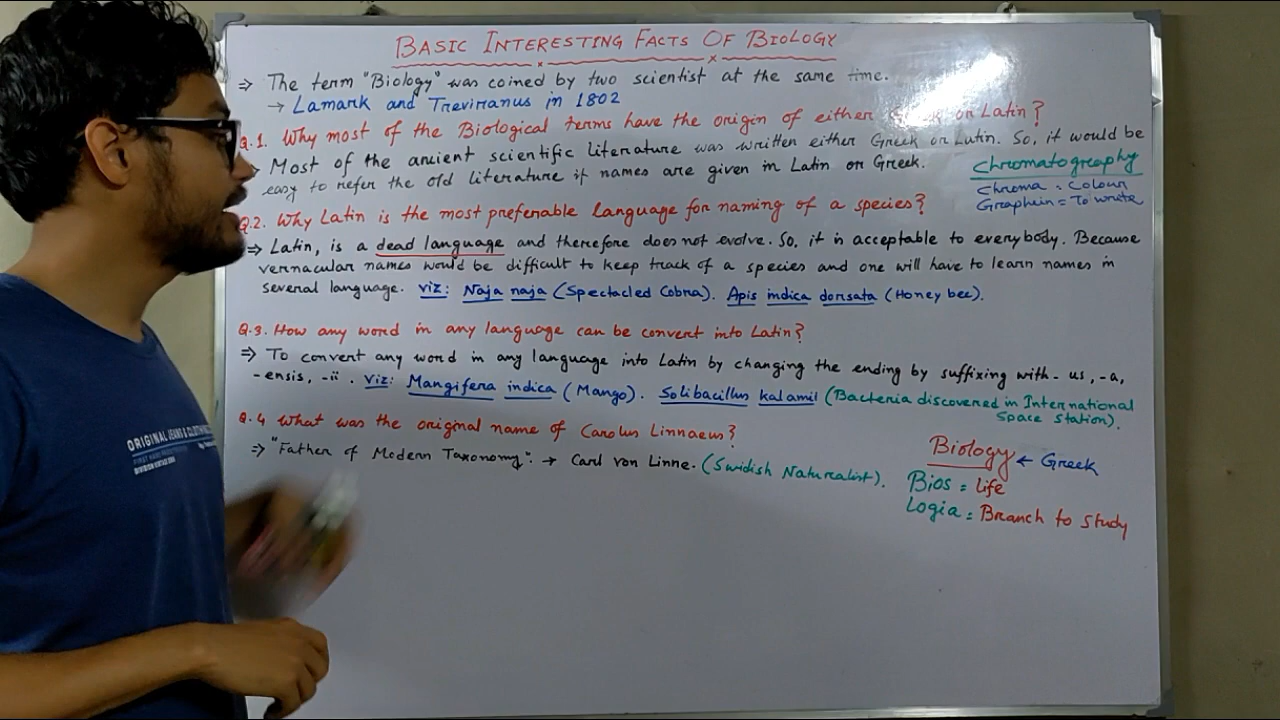 BASIC INTERESTING FACTS OF BIOLOGY
⇒ The term "Biology" was coined by two scientist at the same time.
→ Lamark and Treviranus in 1802
Q.1. Why most of the Biological terms have the origin of either or Latin?
Most of the ancient scientific literature was written either Greek or Latin. So, it would be
easy to refer the old literature if names are given in Latin or Greek.
Chromatography
Chroma = Colour
Graphein = To write
Q.2. Why Latin is the most preferable language for naming of a species?
⇒ Latin, is a dead language and therefore does not evolve. So, it is acceptable to everybody. Because
vernacular names would be difficult to keep track of a species and one will have to learn names in
several language. viz: Naja naja (Spectacled Cobra). Apis indica dorsata (Honey bee).
Q.3. How any word in any language can be convert into Latin?
⇒ To convert any word in any language into Latin by changing the ending by suffixing with - us, -a,
-ensis, -ii. viz: Mangifera indica (Mango). Solibacillus kalamii (Bacteria discovered in International
Space Station).
Q.4 What was the original name of Carolus Linnaeus?
⇒ "Father of Modern Taxonomy". → Carl Von Linne. (Swidish Naturalist).
Biology ← Greek
Bios = life
Logia = Branch to study
ORIGINAL JEANS & CLOTH